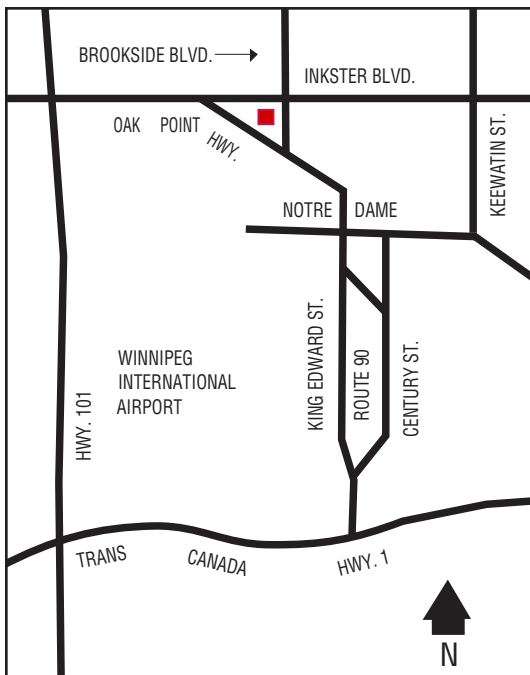 BROOKSIDE BLVD.
INKSTER BLVD.
OAK POINT HWY.
KEEWATIN ST.
NOTRE DAME
KING EDWARD ST.
ROUTE 90
CENTURY ST.
WINNIPEG
INTERNATIONAL
AIRPORT
HWY. 101
TRANS CANADA HWY. 1
N